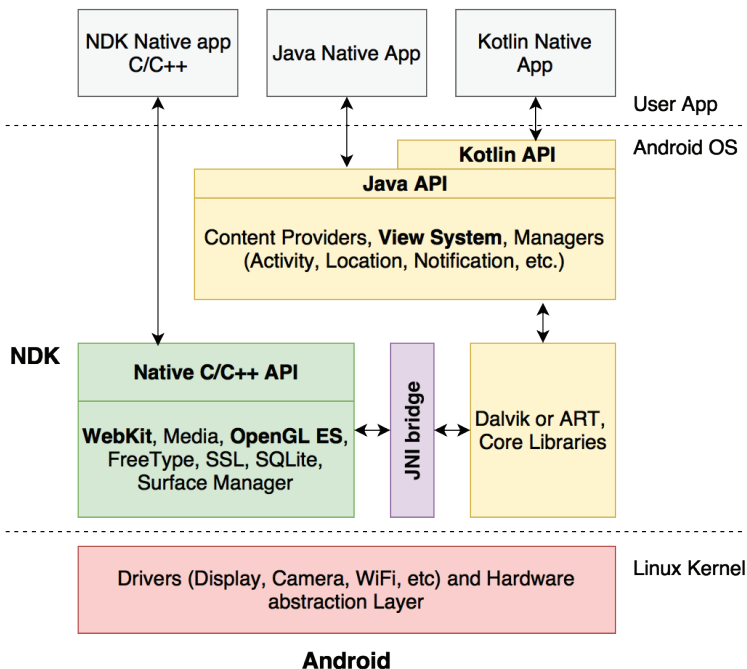 NDK Native app
C/C++
Java Native App
Kotlin Native
App
User App
Android OS
Kotlin API
Java API
Content Providers, View System, Managers
(Activity, Location, Notification, etc.)
NDK
Native C/C++ API
WebKit, Media, OpenGL ES,
FreeType, SSL, SQLite,
Surface Manager
JNI bridge
Dalvik or ART,
Core Libraries
Linux Kernel
Drivers (Display, Camera, WiFi, etc) and Hardware
abstraction Layer
Android